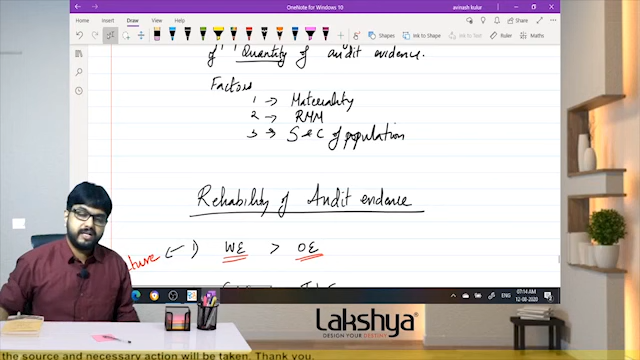 OneNote for Windows 10
avinash kular
Home Insert Draw View Help
Shapes Ink to Shape Ink to Text Ruler Math
of Quantity of audit evidence.
Factors
1 → Materiality
2 → RMM
3 → S & C of population
Reliability of Audit evidence
1) WE > OE
07:14 AM
12-08-2020
Lakshya
DESIGN YOUR DESTINY
the source and necessary action will be taken. Thank you.